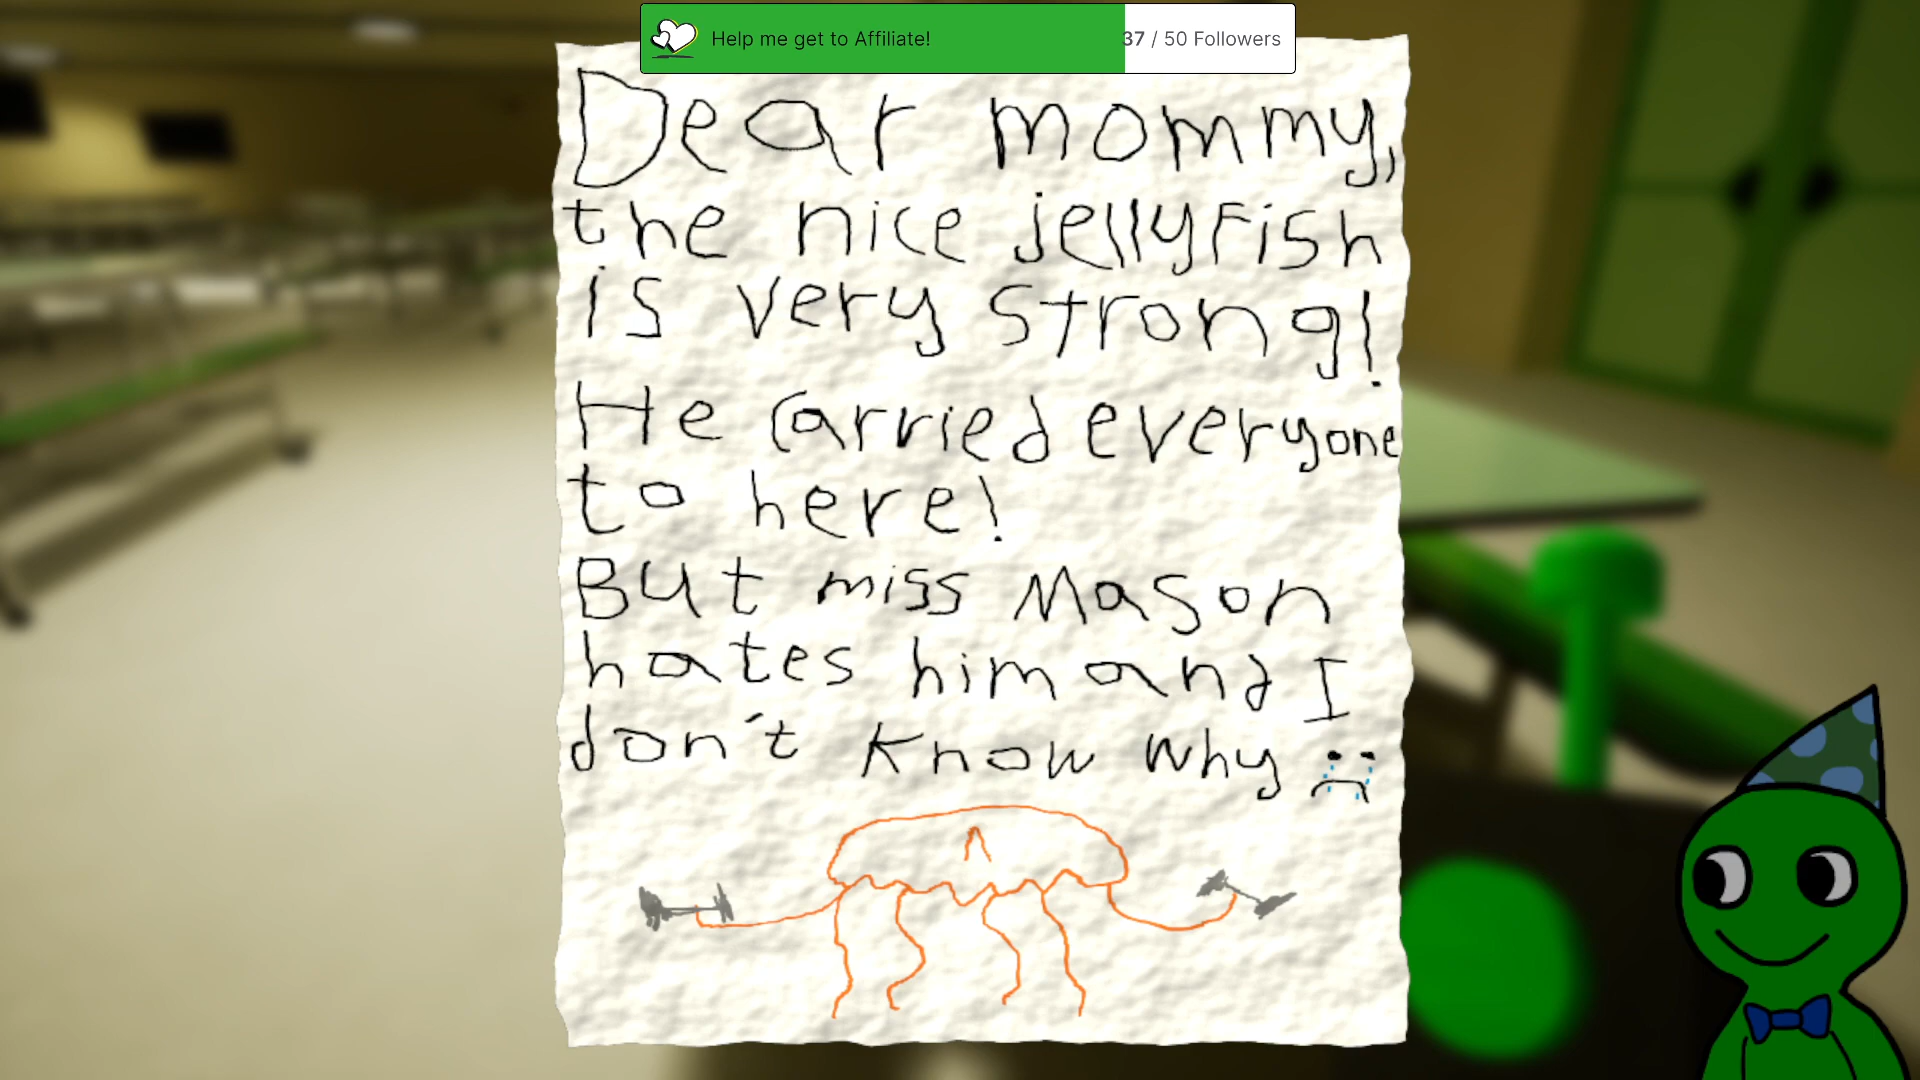 Help me get to Affiliate! 37 / 50 Followers
Dear mommy,
the nice jellyfish
is very strong!
He carried everyone
to here!
But miss Mason
hates him and I
don't know why